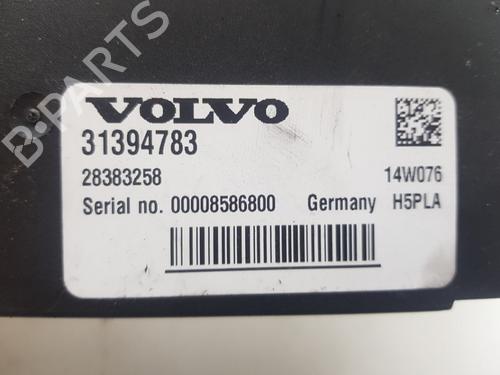 B-PARTS
VOLVO
31394783
28383258 14W076
Serial no. 00008586800 Germany H5PLA